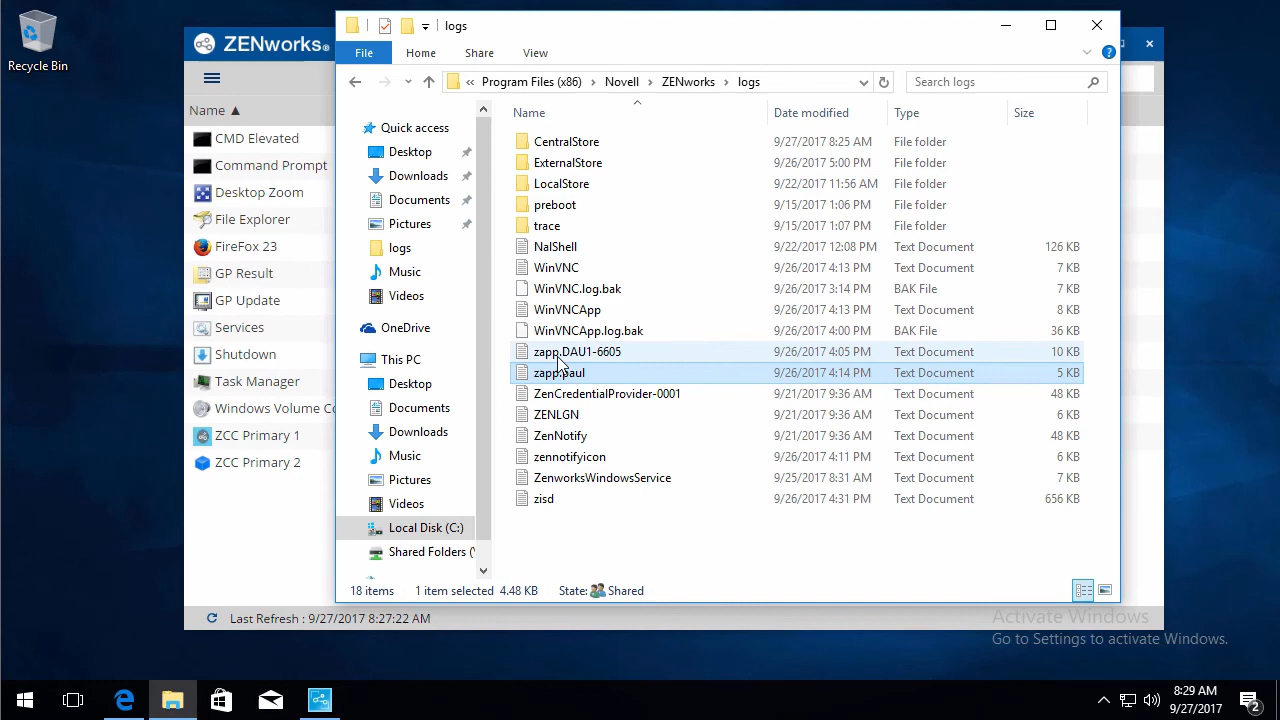 Recycle Bin
ZENworks®
Name
CMD Elevated
Command Prompt
Desktop Zoom
File Explorer
FireFox 23
GP Result
GP Update
Services
Shutdown
Task Manager
Windows Volume Co
ZCC Primary 1
ZCC Primary 2
Last Refresh : 9/27/2017 8:27:22 AM
logs
File Home Share View
« Program Files (x86) > Novell > ZENworks > logs
Search logs
Quick access
Desktop
Downloads
Documents
Pictures
logs
Music
Videos
OneDrive
This PC
Desktop
Documents
Downloads
Music
Pictures
Videos
Local Disk (C:)
Shared Folders (
Name Date modified Type Size
CentralStore 9/27/2017 8:25 AM File folder
ExternalStore 9/26/2017 5:00 PM File folder
LocalStore 9/22/2017 11:56 AM File folder
preboot 9/15/2017 1:06 PM File folder
trace 9/15/2017 1:07 PM File folder
NalShell 9/22/2017 12:08 PM Text Document 126 KB
WinVNC 9/26/2017 4:13 PM Text Document 7 KB
WinVNC.log.bak 9/26/2017 3:14 PM BAK File 7 KB
WinVNCApp 9/26/2017 4:13 PM Text Document 8 KB
WinVNCApp.log.bak 9/26/2017 4:00 PM BAK File 36 KB
zapp.DAU1-6605 9/26/2017 4:05 PM Text Document 10 KB
zapp.paul 9/26/2017 4:14 PM Text Document 5 KB
ZenCredentialProvider-0001 9/21/2017 9:36 AM Text Document 48 KB
ZENLGN 9/21/2017 9:36 AM Text Document 6 KB
ZenNotify 9/21/2017 9:36 AM Text Document 48 KB
zennotifyicon 9/26/2017 4:11 PM Text Document 6 KB
ZenworksWindowsService 9/25/2017 8:31 AM Text Document 7 KB
zisd 9/26/2017 4:31 PM Text Document 656 KB
18 items 1 item selected 4.48 KB State: Shared
Activate Windows
Go to Settings to activate Windows.
8:29 AM
9/27/2017
2